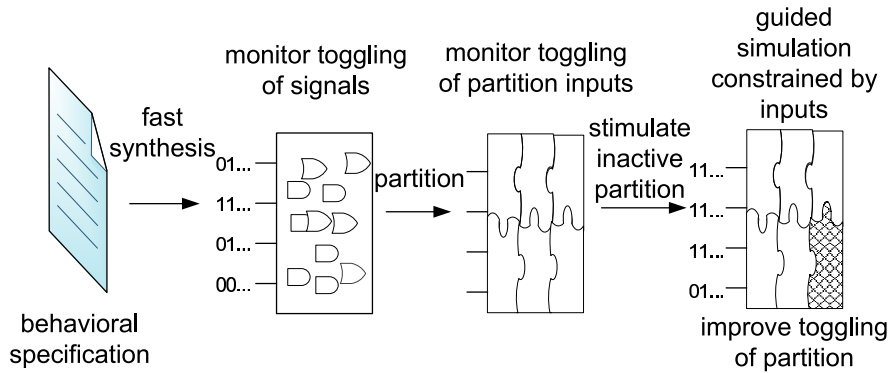 behavioral
specification
fast
synthesis
monitor toggling
of signals
01...
11...
01...
00...
partition
monitor toggling
of partition inputs
stimulate
inactive
partition
guided
simulation
constrained by
inputs
11...
11...
11...
01...
improve toggling
of partition